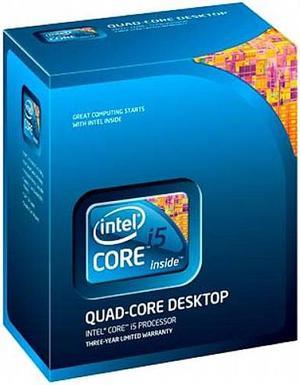 QUAD-CORE DESKTOP
GREAT COMPUTING STARTS
WITH INTEL INSIDE
intel
CORE i5
inside™
QUAD-CORE DESKTOP
INTEL® CORE™ i5 PROCESSOR
THREE-YEAR LIMITED WARRANTY